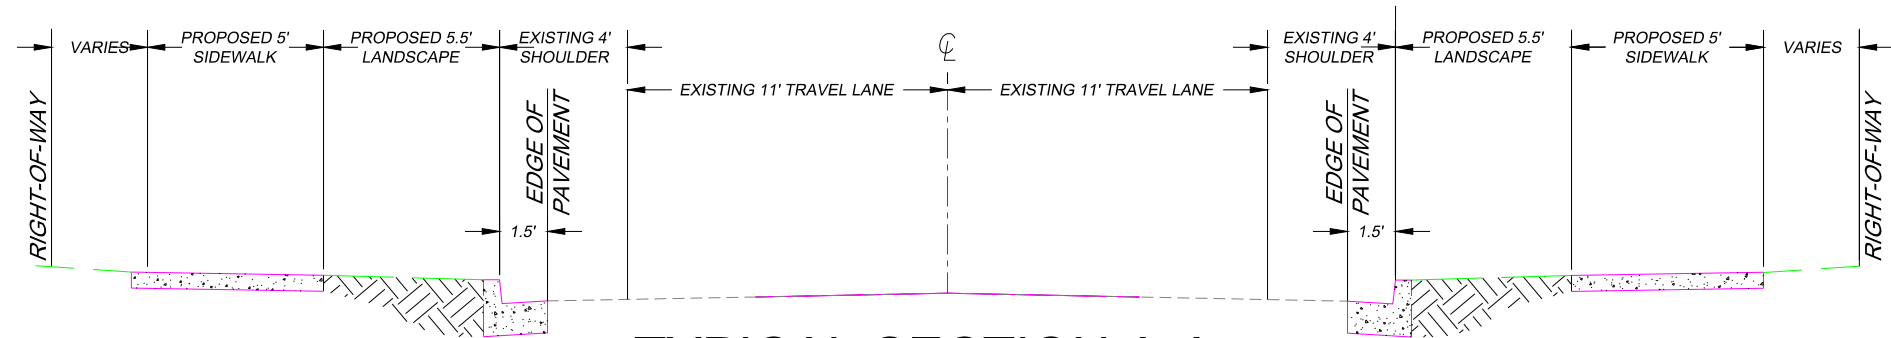 VARIES
PROPOSED 5'
SIDEWALK
PROPOSED 5.5'
LANDSCAPE
EXISTING 4'
SHOULDER
℄
EXISTING 4'
SHOULDER
PROPOSED 5.5'
LANDSCAPE
PROPOSED 5'
SIDEWALK
VARIES
EXISTING 11' TRAVEL LANE
EXISTING 11' TRAVEL LANE
RIGHT-OF-WAY
EDGE OF
PAVEMENT
EDGE OF
PAVEMENT
RIGHT-OF-WAY
1.5'
1.5'
TYPICAL SECTION